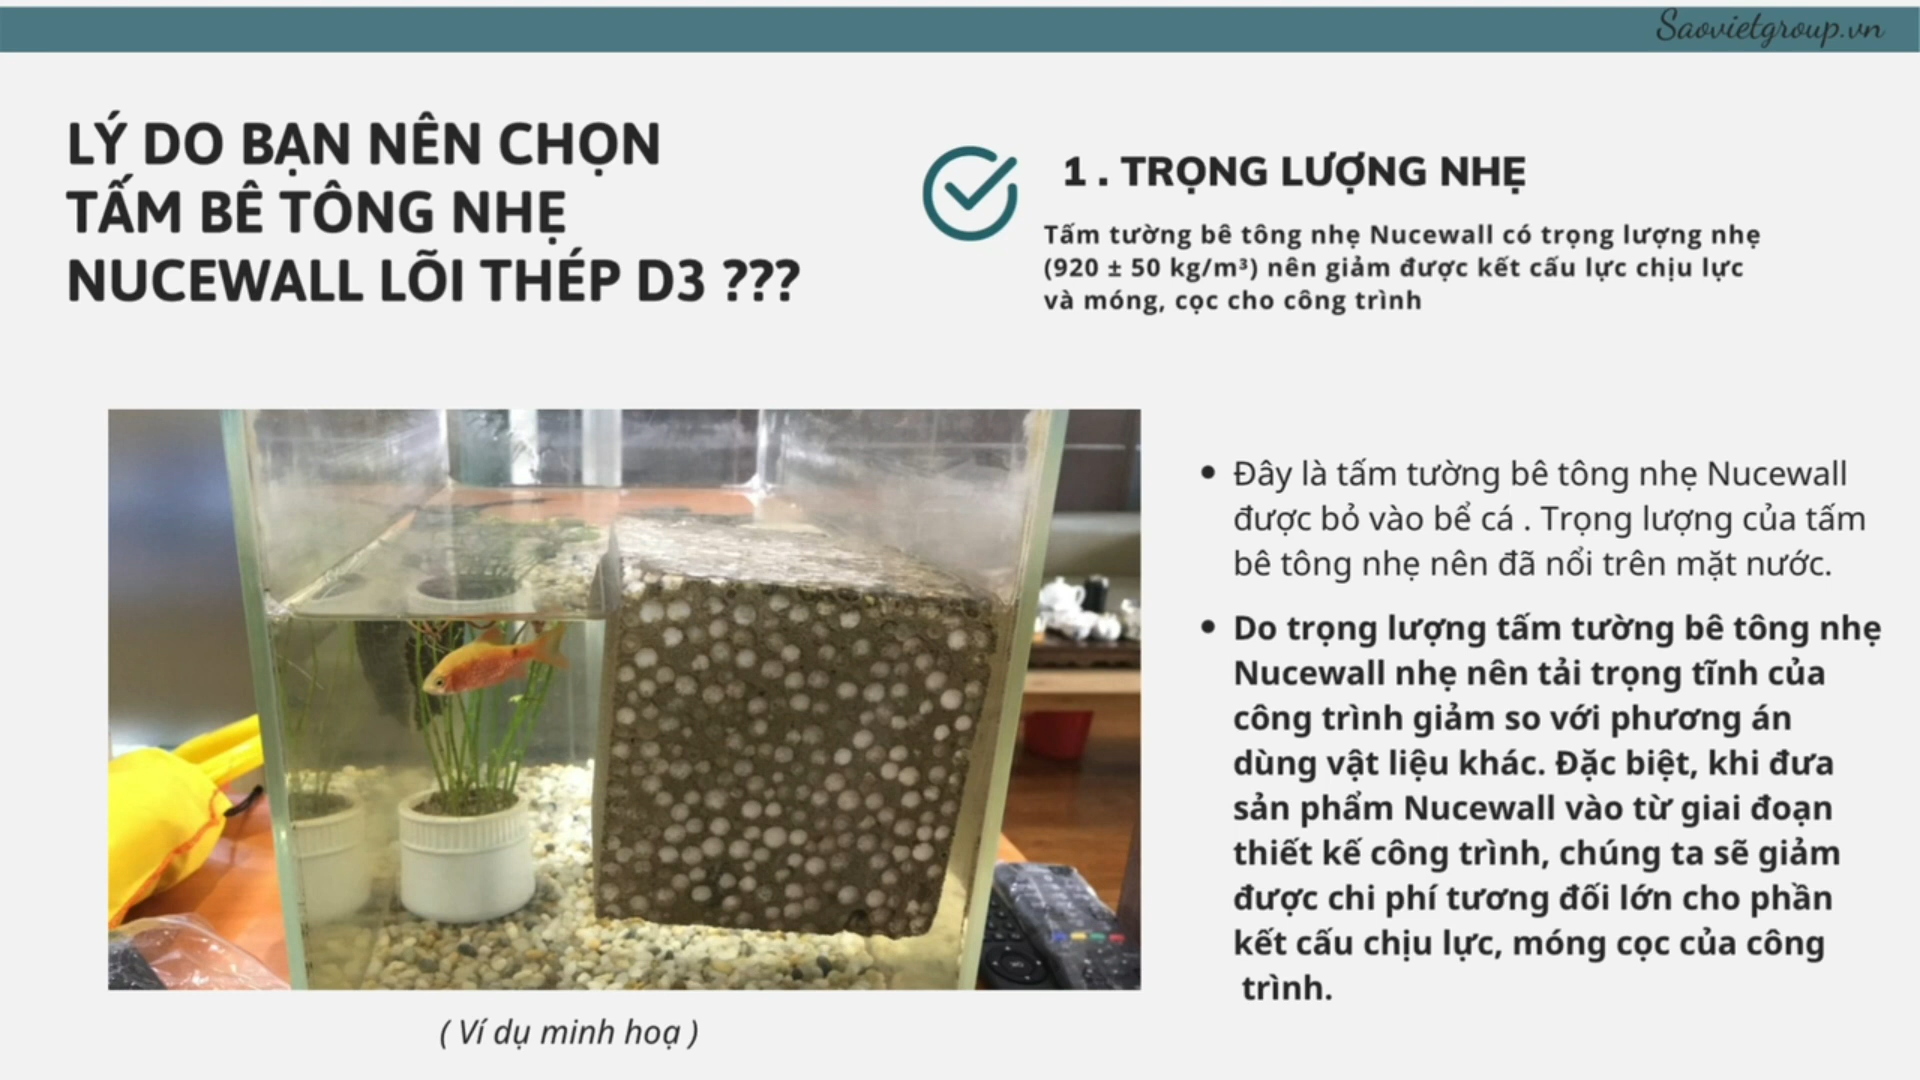 Saovietgroup.vn
LÝ DO BẠN NÊN CHỌN
TẤM BÊ TÔNG NHẸ
NUCEWALL LÕI THÉP D3 ???
1 . TRỌNG LƯỢNG NHẸ
Tấm tường bê tông nhẹ Nucewall có trọng lượng nhẹ
(920 ± 50 kg/m³) nên giảm được kết cấu lực chịu lực
và móng, cọc cho công trình
• Đây là tấm tường bê tông nhẹ Nucewall
được bỏ vào bể cá . Trọng lượng của tấm
bê tông nhẹ nên đã nổi trên mặt nước.
• Do trọng lượng tấm tường bê tông nhẹ
Nucewall nhẹ nên tải trọng tĩnh của
công trình giảm so với phương án
dùng vật liệu khác. Đặc biệt, khi đưa
sản phẩm Nucewall vào từ giai đoạn
thiết kế công trình, chúng ta sẽ giảm
được chi phí tương đối lớn cho phần
kết cấu chịu lực, móng cọc của công
trình.
( Ví dụ minh hoạ )